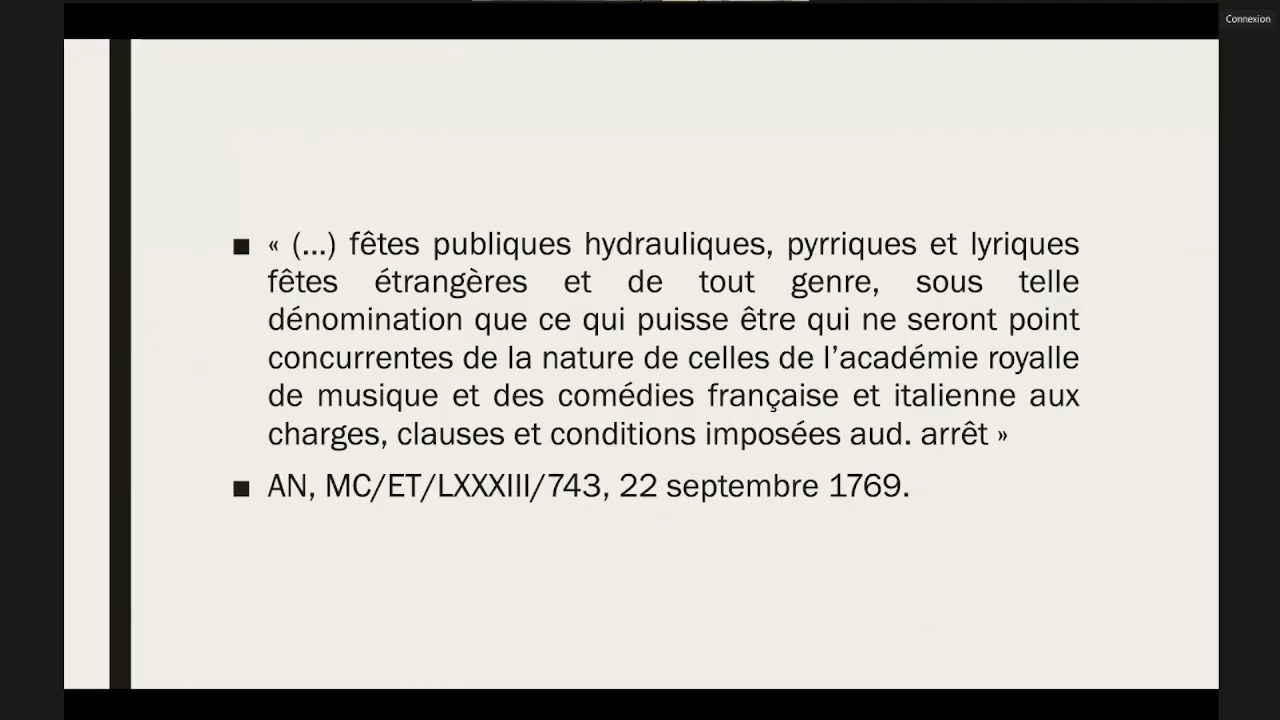 Connexion
■ « (…) fêtes publiques hydrauliques, pyrriques et lyriques
fêtes étrangères et de tout genre, sous telle
dénomination que ce qui puisse être qui ne seront point
concurrentes de la nature de celles de l’académie royalle
de musique et des comédies française et italienne aux
charges, clauses et conditions imposées aud. arrêt »
■ AN, MC/ET/LXXXIII/743, 22 septembre 1769.